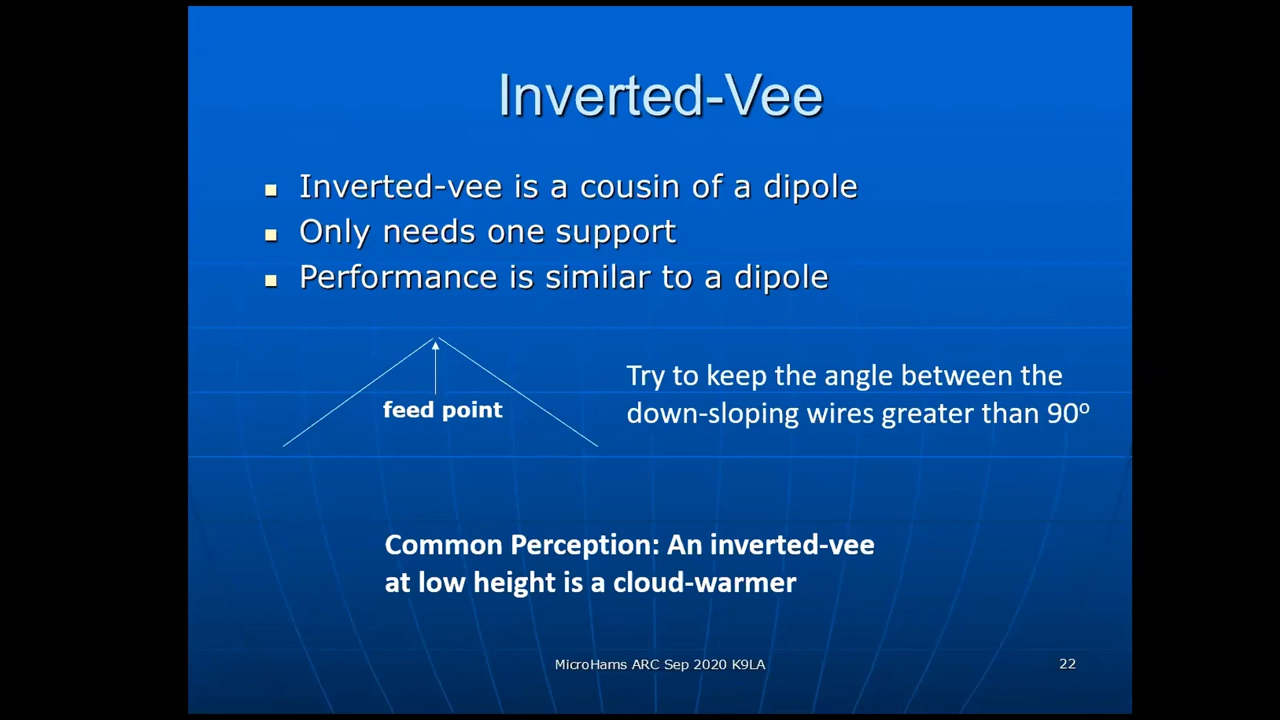 Inverted-Vee
Inverted-vee is a cousin of a dipole
Only needs one support
Performance is similar to a dipole
feed point
Try to keep the angle between the
down-sloping wires greater than 90º
Common Perception: An inverted-vee
at low height is a cloud-warmer
MicroHams ARC Sep 2020 K9LA
22